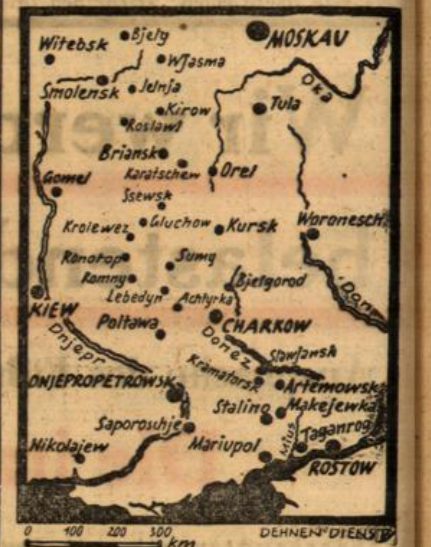 Bjely
Witebsk
MOSKAU
Wjasma
Smolensk
Jelnja
Oka
Kirow
Tula
Roslawl
Briansk
Karatschew
Orel
Gomel
Ssewsk
Krolewez
Gluchow
Kursk
Woronesch
Konotop
Sumy
Romny
Bjelgorod
Lebedyn
Achtyrka
Don
KIEW
Poltawa
CHARKOW
Dnjepr
Donez
Slawjansk
Kramatorsk
DNJEPROPETROWSK
Artemowsk
Stalino
Makejewka
Saporoshje
Mius
Taganrog
Nikolajew
Mariupol
ROSTOW
0 100 200 300
km
DEHNEN-DIENST